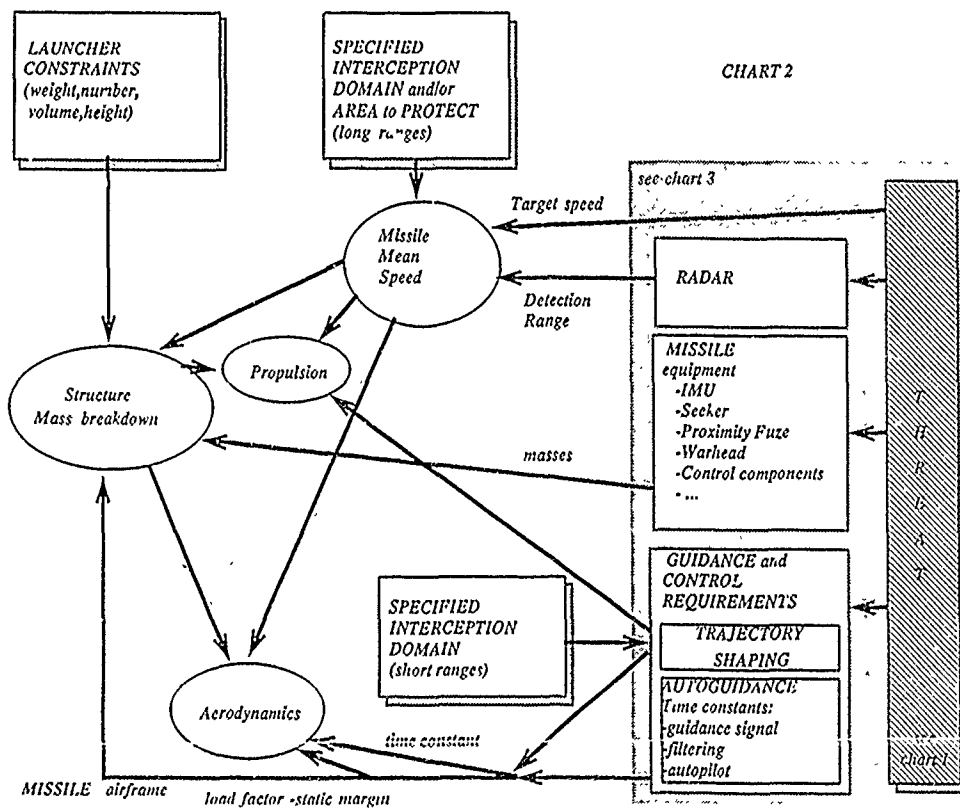 LAUNCHER
CONSTRAINTS
(weight,number,
volume,height)
SPECIFIED
INTERCEPTION
DOMAIN and/or
AREA to PROTECT
(long ranges)
CHART 2
see chart 3
Target speed
Missile
Mean
Speed
RADAR
Detection
Range
MISSILE
equipment
-IMU
-Seeker
-Proximity Fuze
-Warhead
-Control components
-...
Propulsion
Structure
Mass breakdown
masses
T
H
R
E
A
T
GUIDANCE and
CONTROL
REQUIREMENTS
TRAJECTORY
SHAPING
SPECIFIED
INTERCEPTION
DOMAIN
(short ranges)
AUTOGUIDANCE
Time constants:
-guidance signal
-filtering
-autopilot
Aerodynamics
time constant
chart 1
MISSILE airframe
load factor -static margin